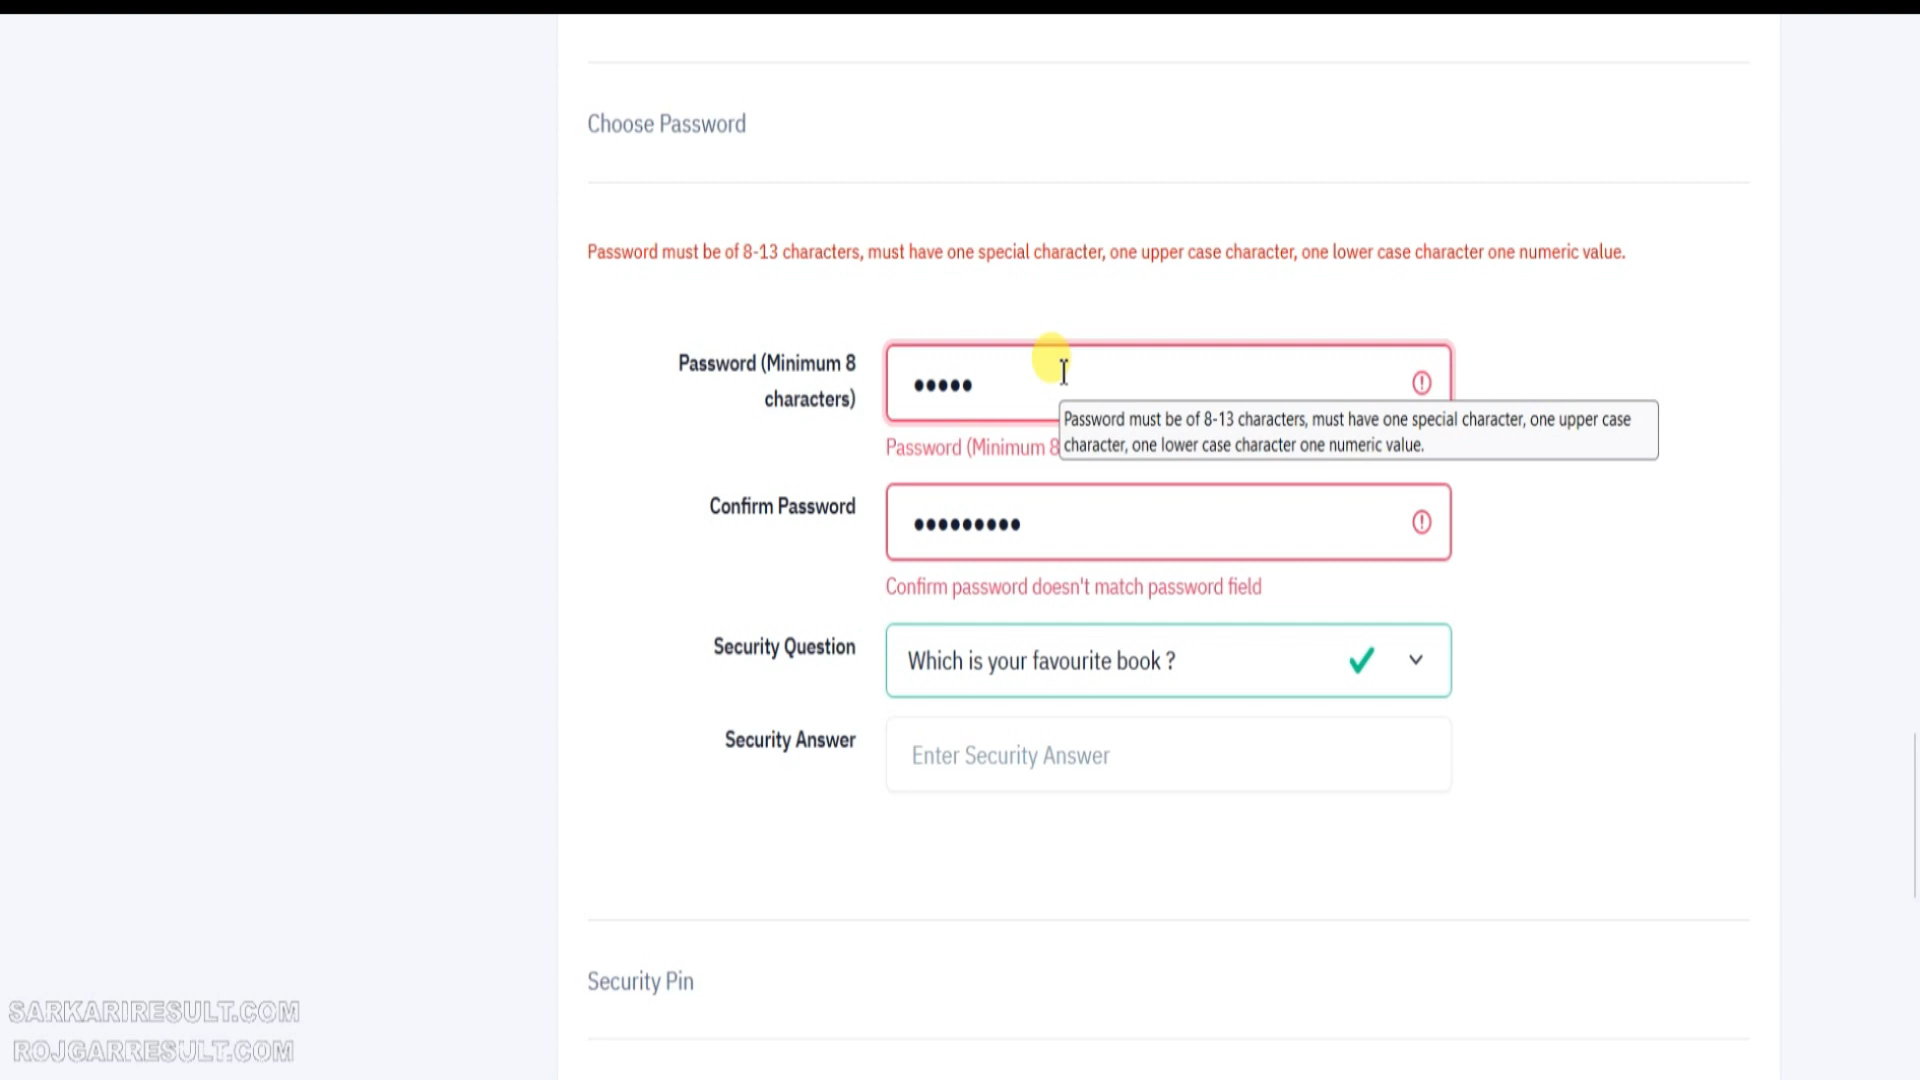 Choose Password
Password must be of 8-13 characters, must have one special character, one upper case character, one lower case character one numeric value.
Password (Minimum 8
characters)
•••••
Password must be of 8-13 characters, must have one special character, one upper case
character, one lower case character one numeric value.
Password (Minimum 8
Confirm Password
•••••••••
Confirm password doesn't match password field
Security Question
Which is your favourite book ?
Security Answer
Enter Security Answer
Security Pin
SARKARIRESULT.COM
ROJGARRESULT.COM